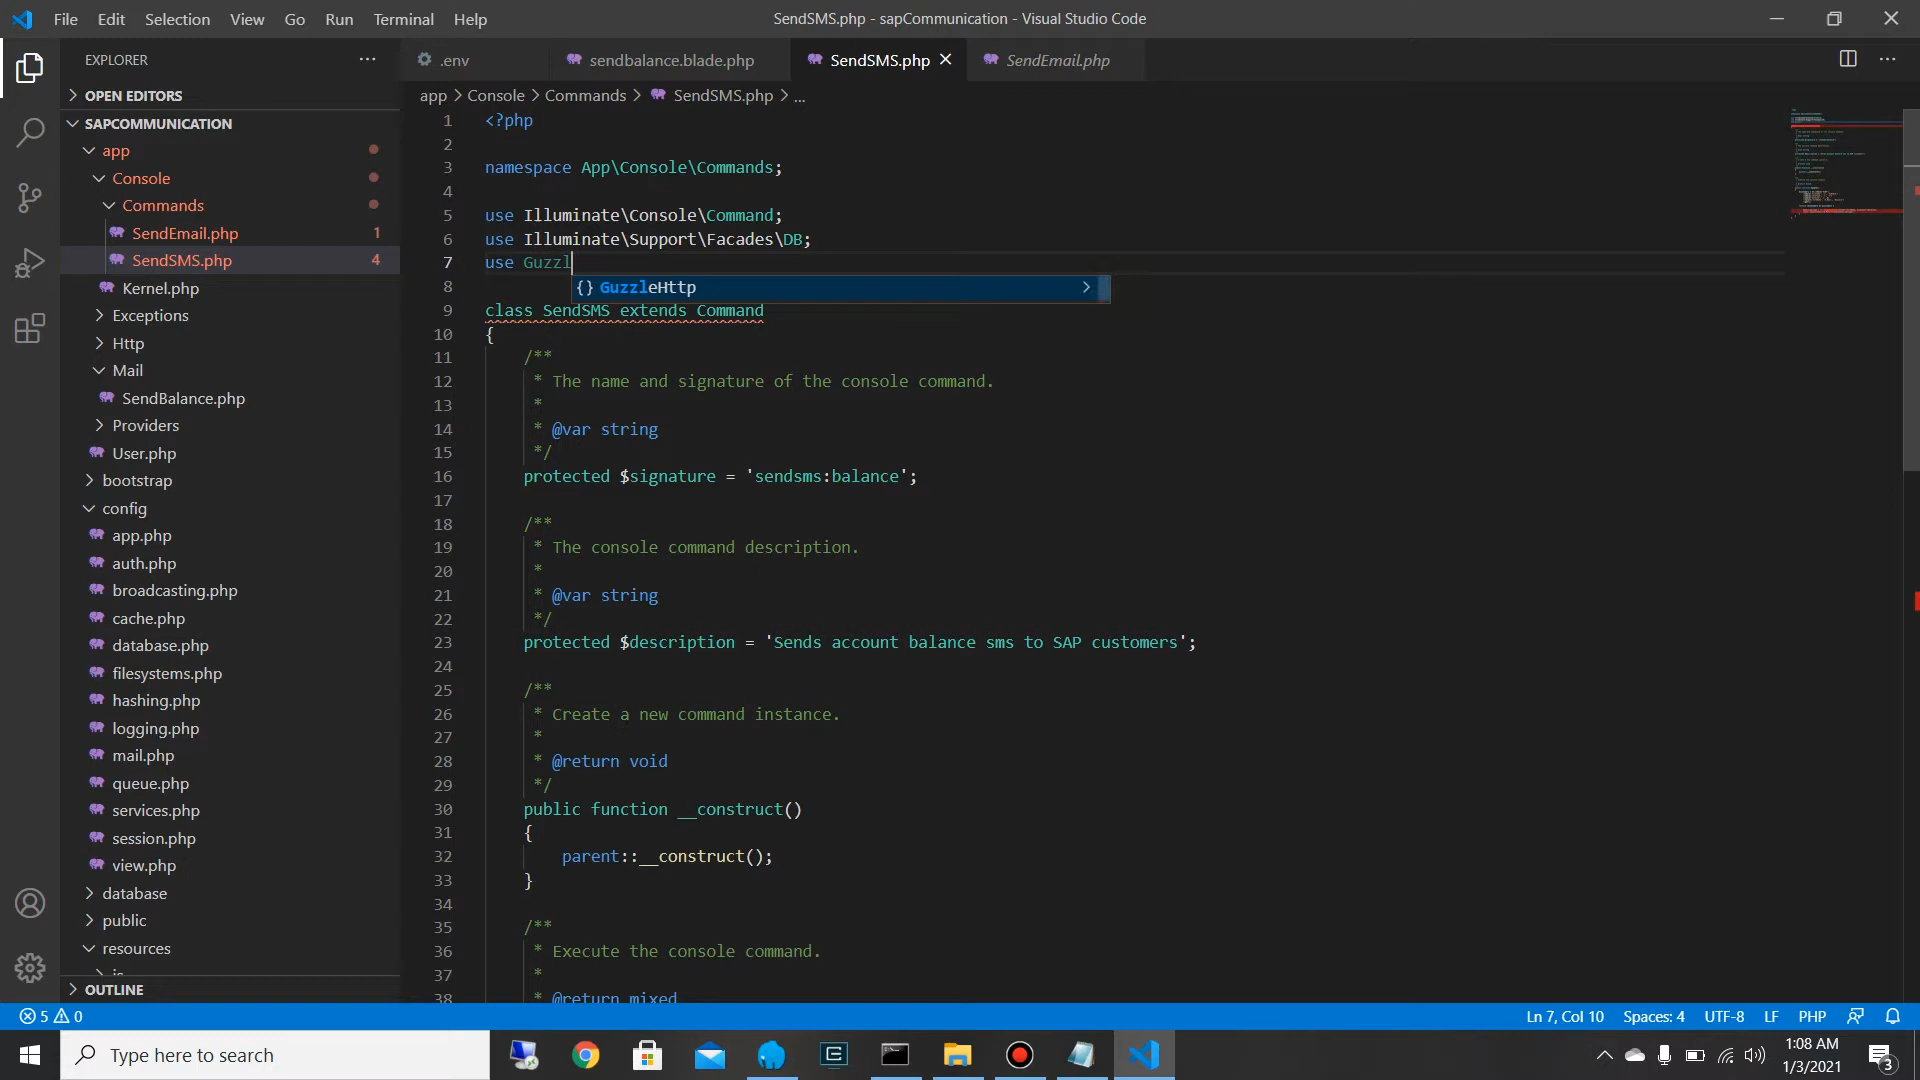 File Edit Selection View Go Run Terminal Help
SendSMS.php - sapCommunication - Visual Studio Code
EXPLORER
OPEN EDITORS
SAPCOMMUNICATION
app
Console
Commands
SendEmail.php 1
SendSMS.php 4
Kernel.php
Exceptions
Http
Mail
SendBalance.php
Providers
User.php
bootstrap
config
app.php
auth.php
broadcasting.php
cache.php
database.php
filesystems.php
hashing.php
logging.php
mail.php
queue.php
services.php
session.php
view.php
database
public
resources
OUTLINE
.env sendbalance.blade.php SendSMS.php SendEmail.php
app > Console > Commands > SendSMS.php > ...
1 <?php
2
3 namespace App\Console\Commands;
4
5 use Illuminate\Console\Command;
6 use Illuminate\Support\Facades\DB;
7 use Guzzl
8 {} GuzzleHttp
9 class SendSMS extends Command
10 {
11 /**
12 * The name and signature of the console command.
13 *
14 * @var string
15 */
16 protected $signature = 'sendsms:balance';
17
18 /**
19 * The console command description.
20 *
21 * @var string
22 */
23 protected $description = 'Sends account balance sms to SAP customers';
24
25 /**
26 * Create a new command instance.
27 *
28 * @return void
29 */
30 public function __construct()
31 {
32 parent::__construct();
33 }
34
35 /**
36 * Execute the console command.
37 *
38 * @return mixed
5 0
Ln 7, Col 10 Spaces: 4 UTF-8 LF PHP
Type here to search
1:08 AM
1/3/2021
3